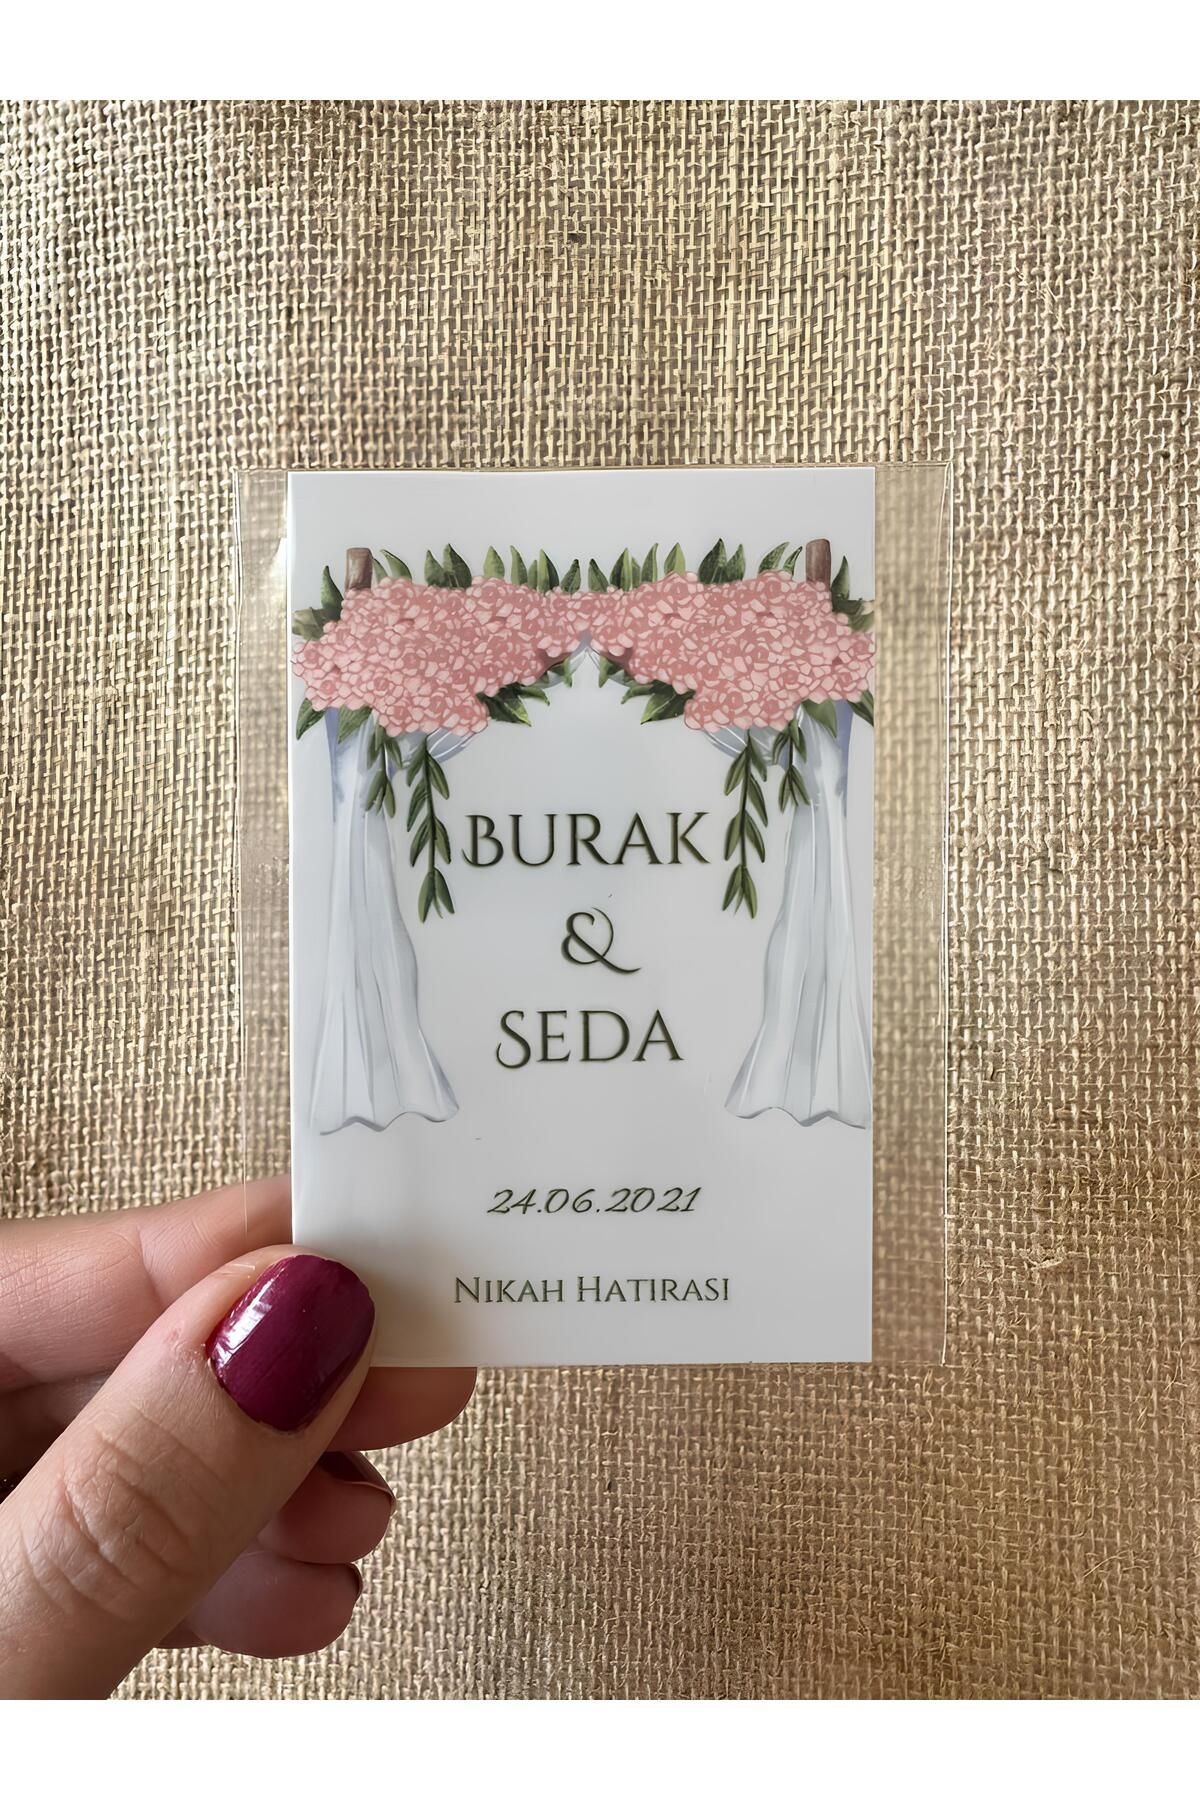 BURAK
&
SEDA
24.06.2021
NIKAH HATIRASI